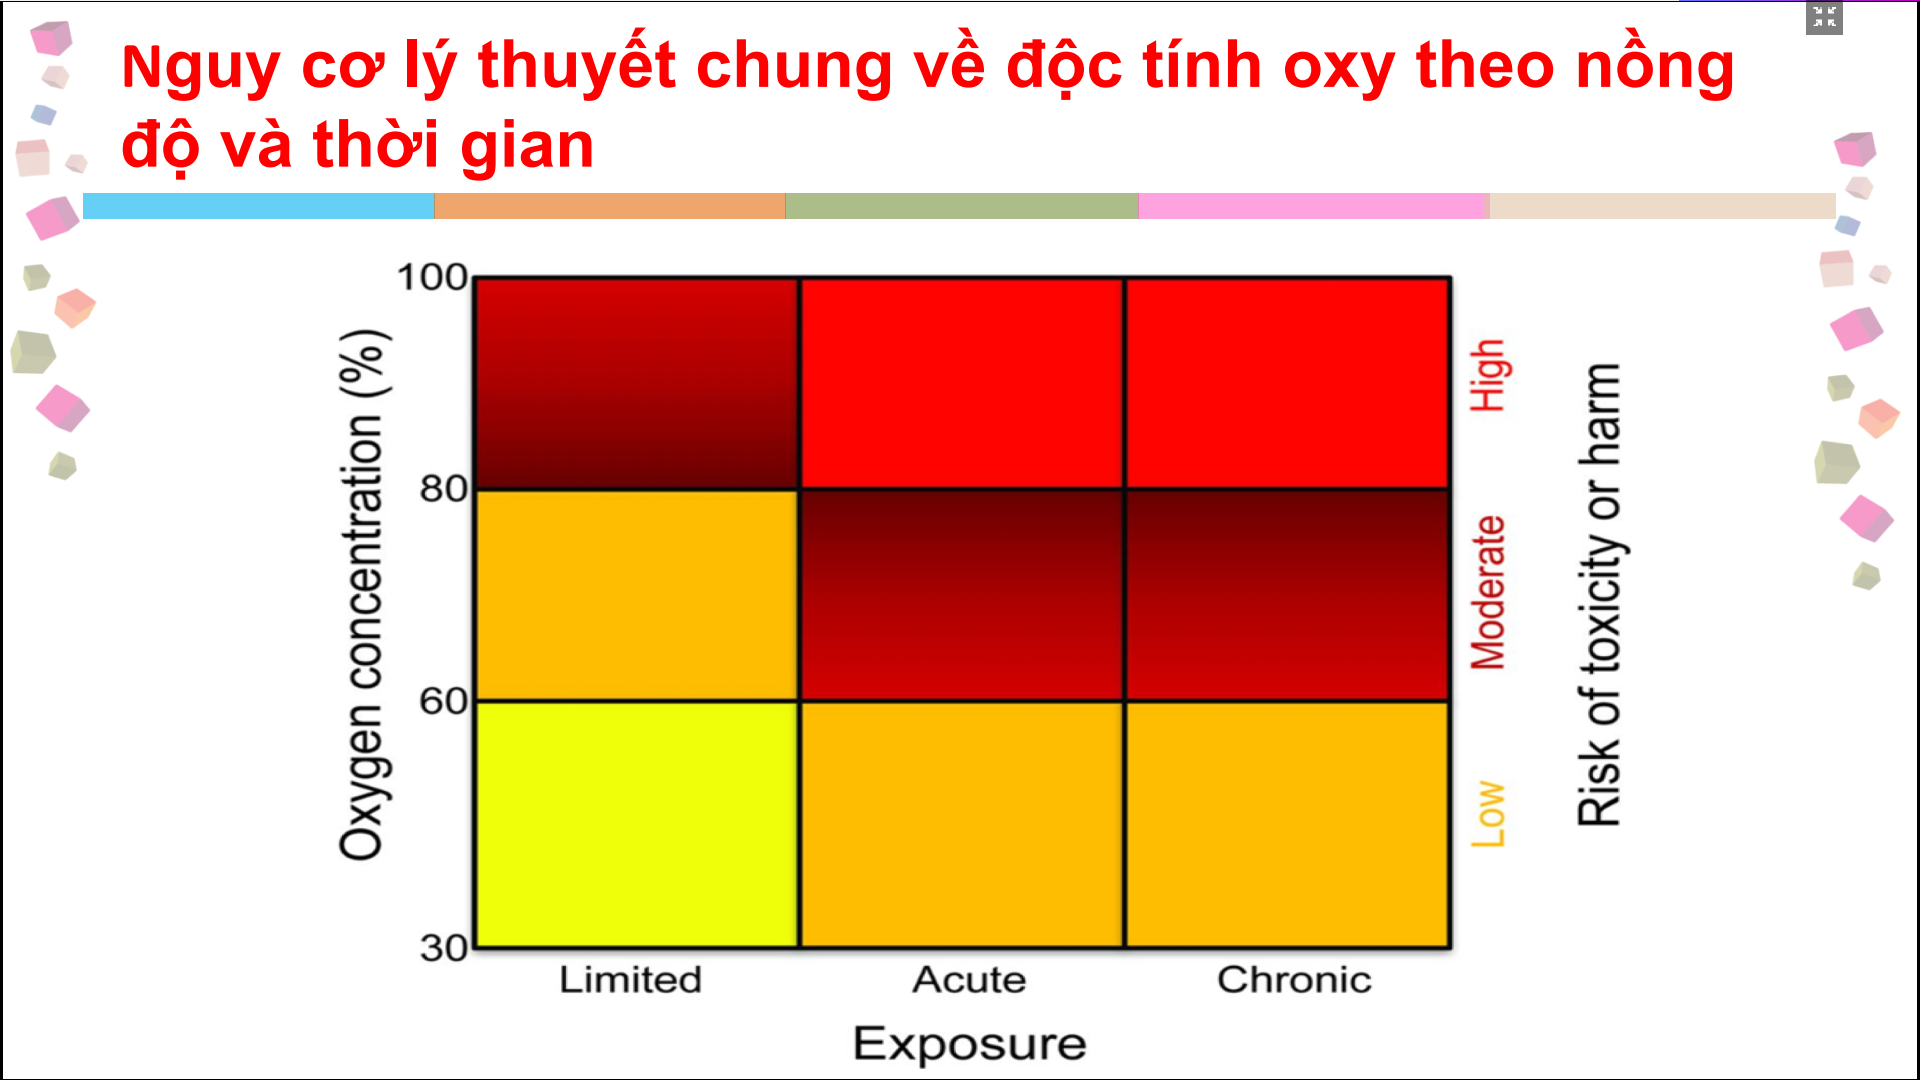 Nguy cơ lý thuyết chung về độc tính oxy theo nồng
độ và thời gian
Oxygen concentration (%)
100
80
60
30
Limited
Acute
Chronic
Exposure
High
Moderate
Low
Risk of toxicity or harm